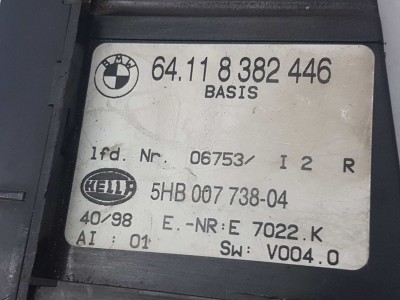 BMW
64.11 8 382 446
BASIS
lfd. Nr. 06753/ I 2 R
HELLA
5HB 007 738-04
40/98 E.-NR:E 7022.K
AI : 01 SW: V004.0